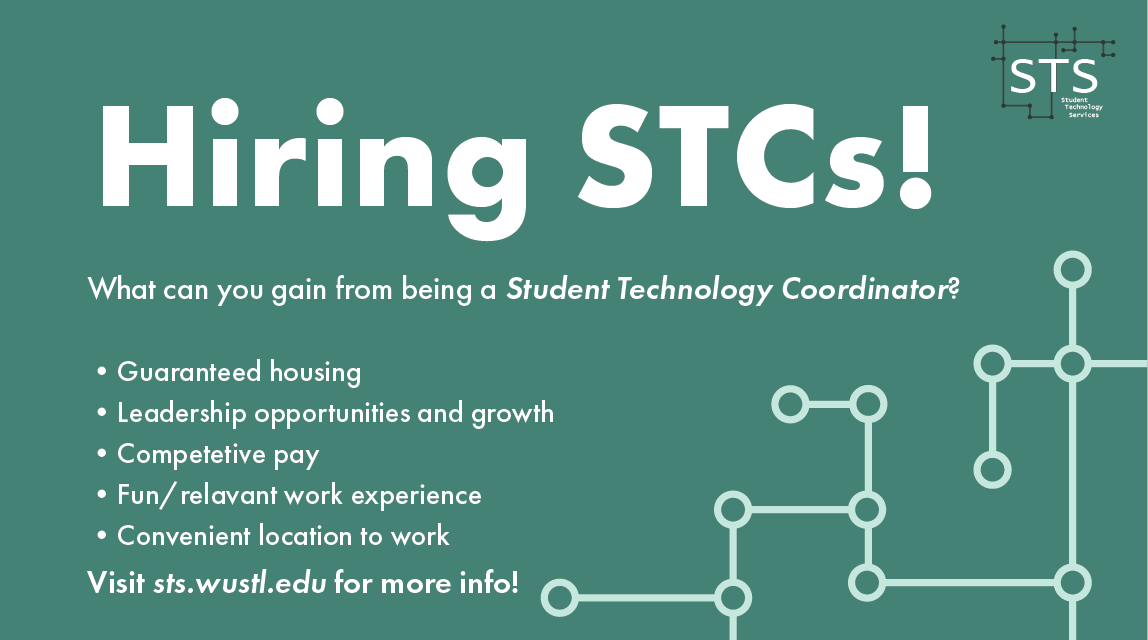 STS
Student
Technology
Services
Hiring STCs!
What can you gain from being a Student Technology Coordinator?
• Guaranteed housing
• Leadership opportunities and growth
• Competetive pay
• Fun/relavant work experience
• Convenient location to work
Visit sts.wustl.edu for more info!